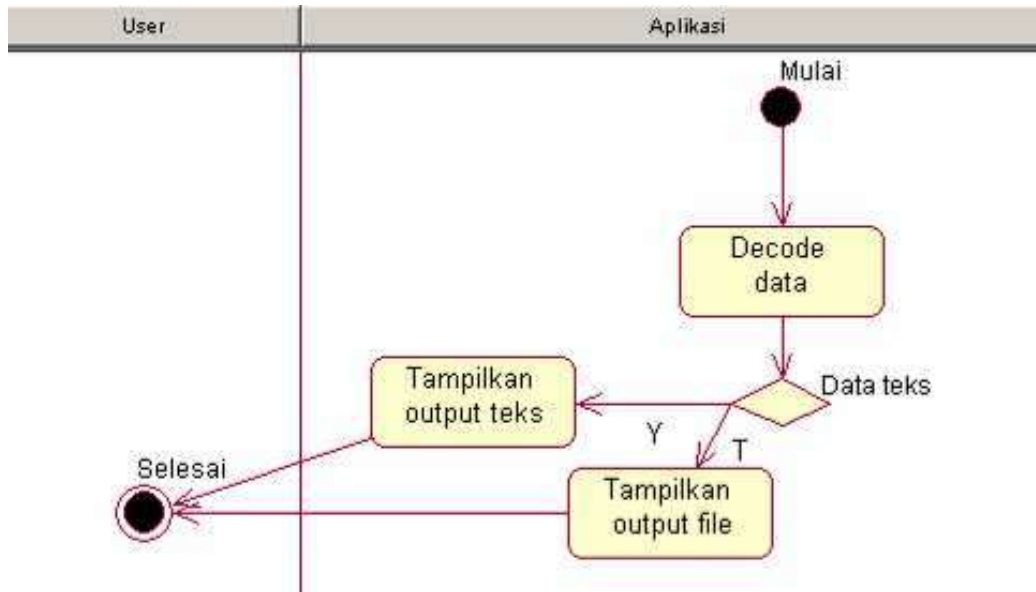 User
Aplikasi
Mulai
Decode
data
Data teks
Tampilkan
output teks
Y
T
Selesai
Tampilkan
output file